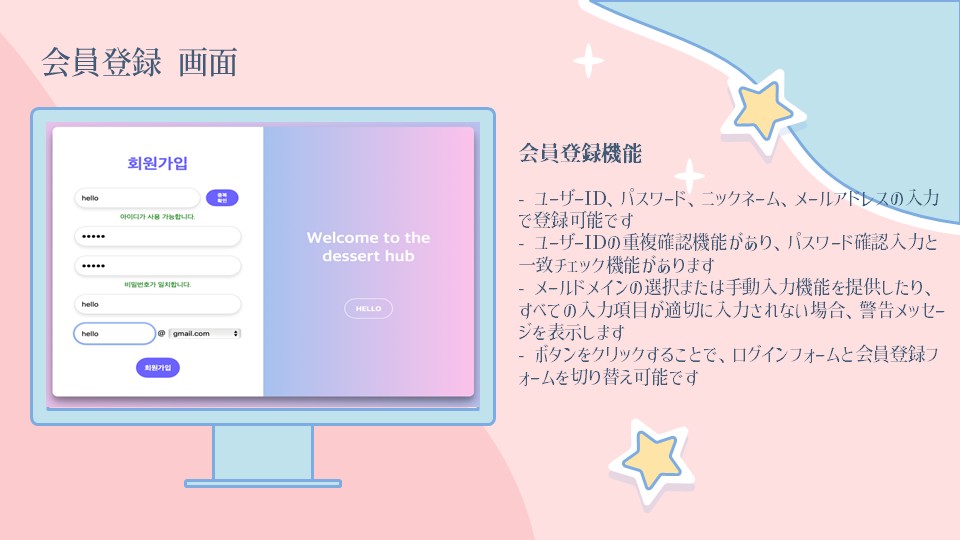 会員登録 画面
회원가입
hello
중복
확인
아이디가 사용 가능합니다.
•••••
•••••
비밀번호가 일치합니다.
hello
hello @ gmail.com
회원가입
Welcome to the
dessert hub
HELLO
会員登録機能
- ユーザーID、パスワード、ニックネーム、メールアドレスの入力
で登録可能です
- ユーザーIDの重複確認機能があり、パスワード確認入力と
一致チェック機能があります
- メールドメインの選択または手動入力機能を提供したり、
すべての入力項目が適切に入力されない場合、警告メッセー
ジを表示します
- ボタンをクリックすることで、ログインフォームと会員登録フ
ォームを切り替え可能です